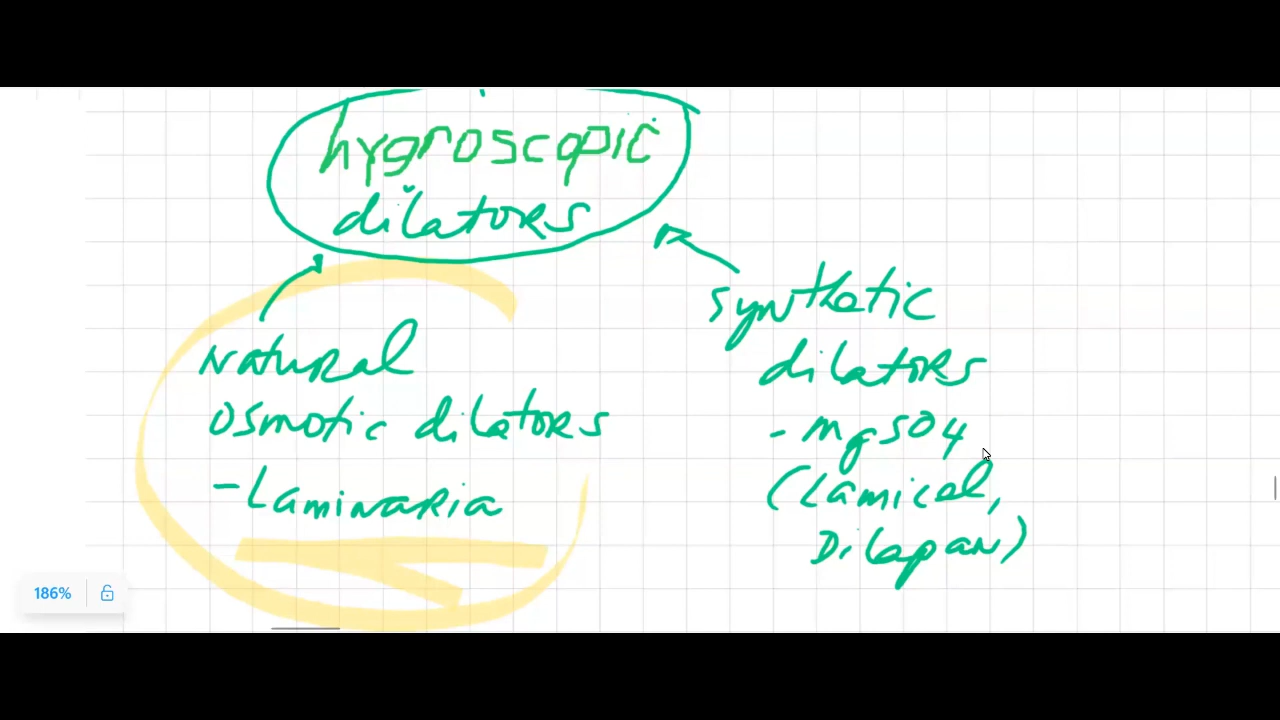 hygroscopic
dilators
natural
osmotic dilators
- Laminaria
synthetic
dilators
- MgSO4
(Lamicel,
Dilapan)
186%